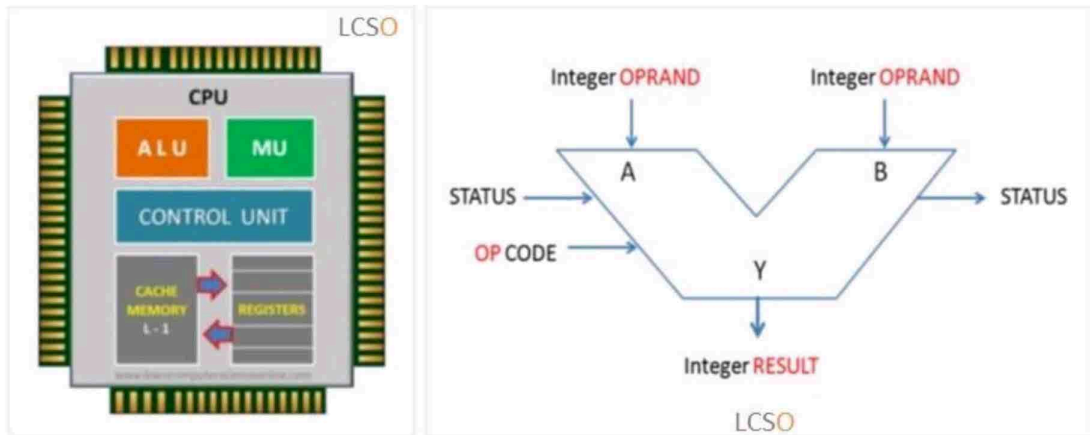 LCSO
CPU
ALU
MU
CONTROL UNIT
CACHE
MEMORY
L - 1
REGISTERS
Integer OPRAND
Integer OPRAND
A
B
STATUS
STATUS
OP CODE
Y
Integer RESULT
LCSO